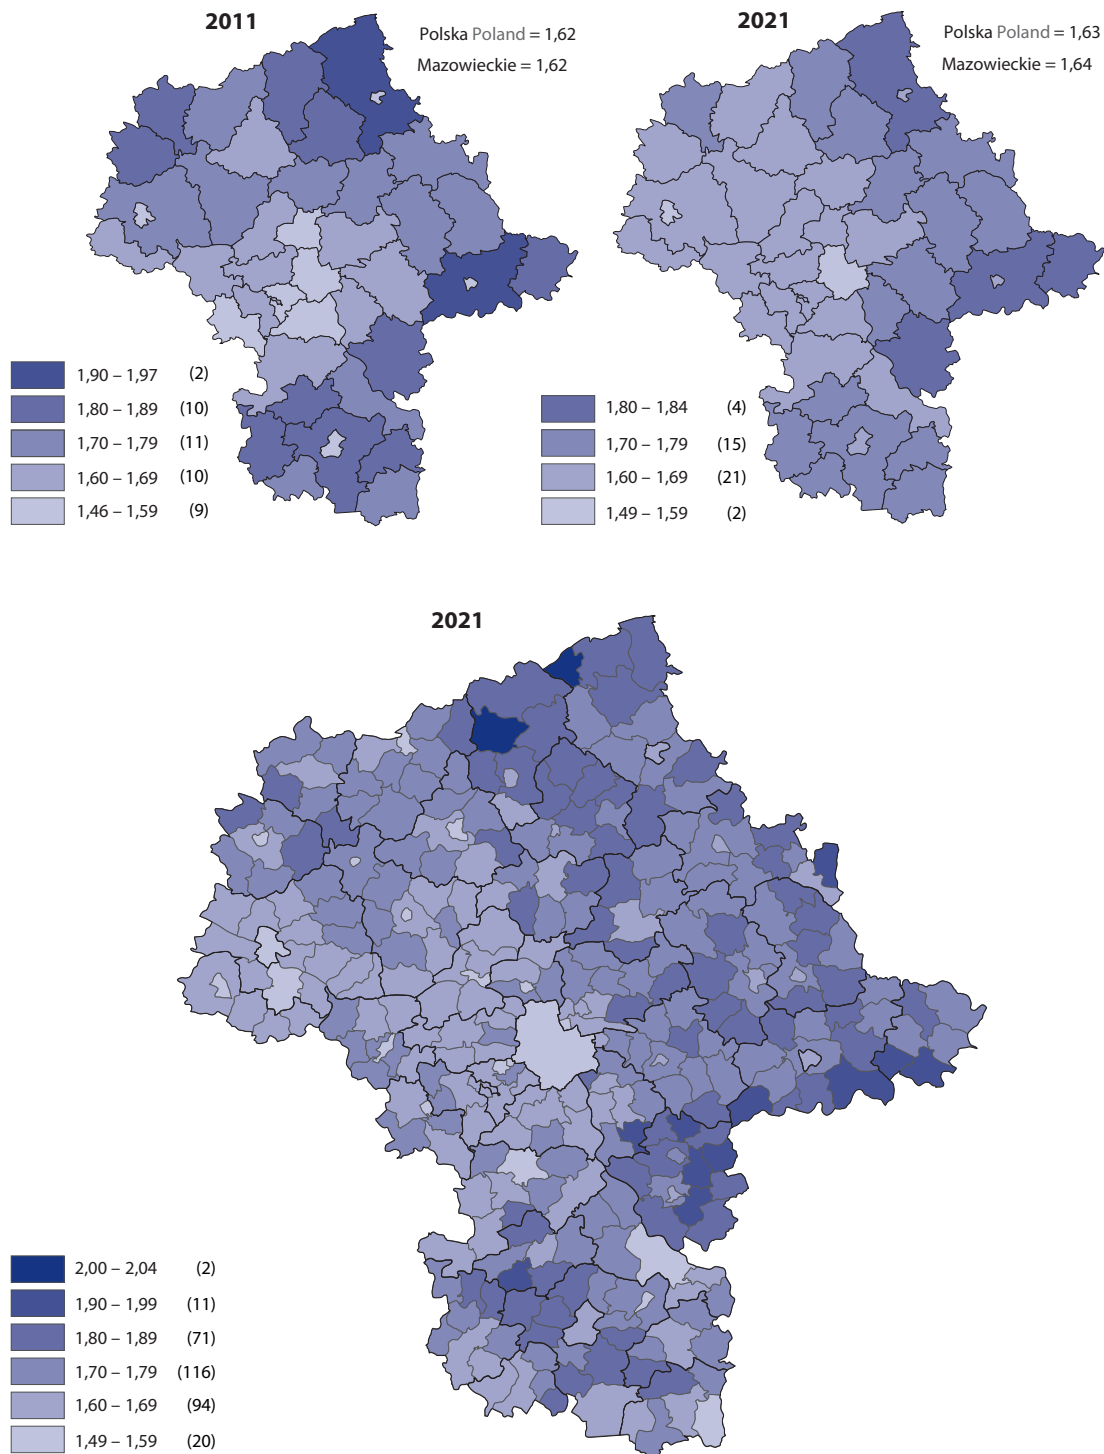 2011
Polska Poland = 1,62
Mazowieckie = 1,62
1,90 – 1,97 (2)
1,80 – 1,89 (10)
1,70 – 1,79 (11)
1,60 – 1,69 (10)
1,46 – 1,59 (9)
2021
Polska Poland = 1,63
Mazowieckie = 1,64
1,80 – 1,84 (4)
1,70 – 1,79 (15)
1,60 – 1,69 (21)
1,49 – 1,59 (2)
2021
2,00 – 2,04 (2)
1,90 – 1,99 (11)
1,80 – 1,89 (71)
1,70 – 1,79 (116)
1,60 – 1,69 (94)
1,49 – 1,59 (20)